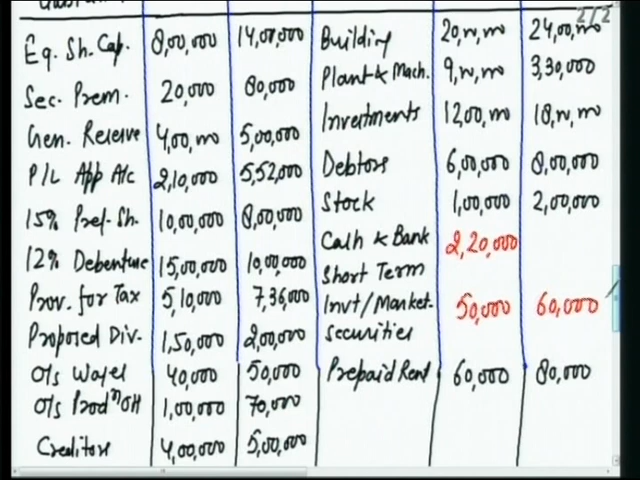 2/2
Eq. Sh. Cap. 8,00,000 14,00,000 Building 20,00,000 24,00,000
Sec. Prem. 20,000 80,000 Plant & Mach. 9,00,000 3,30,000
Gen. Reserve 4,00,000 5,00,000 Investments 12,00,000 18,00,000
P/L App A/c 2,10,000 5,52,000 Debtors 6,00,000 8,00,000
15% Pref. Sh. 10,00,000 8,00,000 Stock 1,00,000 2,00,000
12% Debenture 15,00,000 10,00,000 Cash & Bank 2,20,000
Prov. for Tax 5,10,000 7,36,000 Short Term
Invt/Market. 50,000 60,000
Proposed Div. 1,50,000 2,00,000 Securities
O/s Wages 40,000 50,000 Prepaid Rent 60,000 80,000
O/s Prodⁿ OH 1,00,000 70,000
Creditors 4,00,000 5,00,000